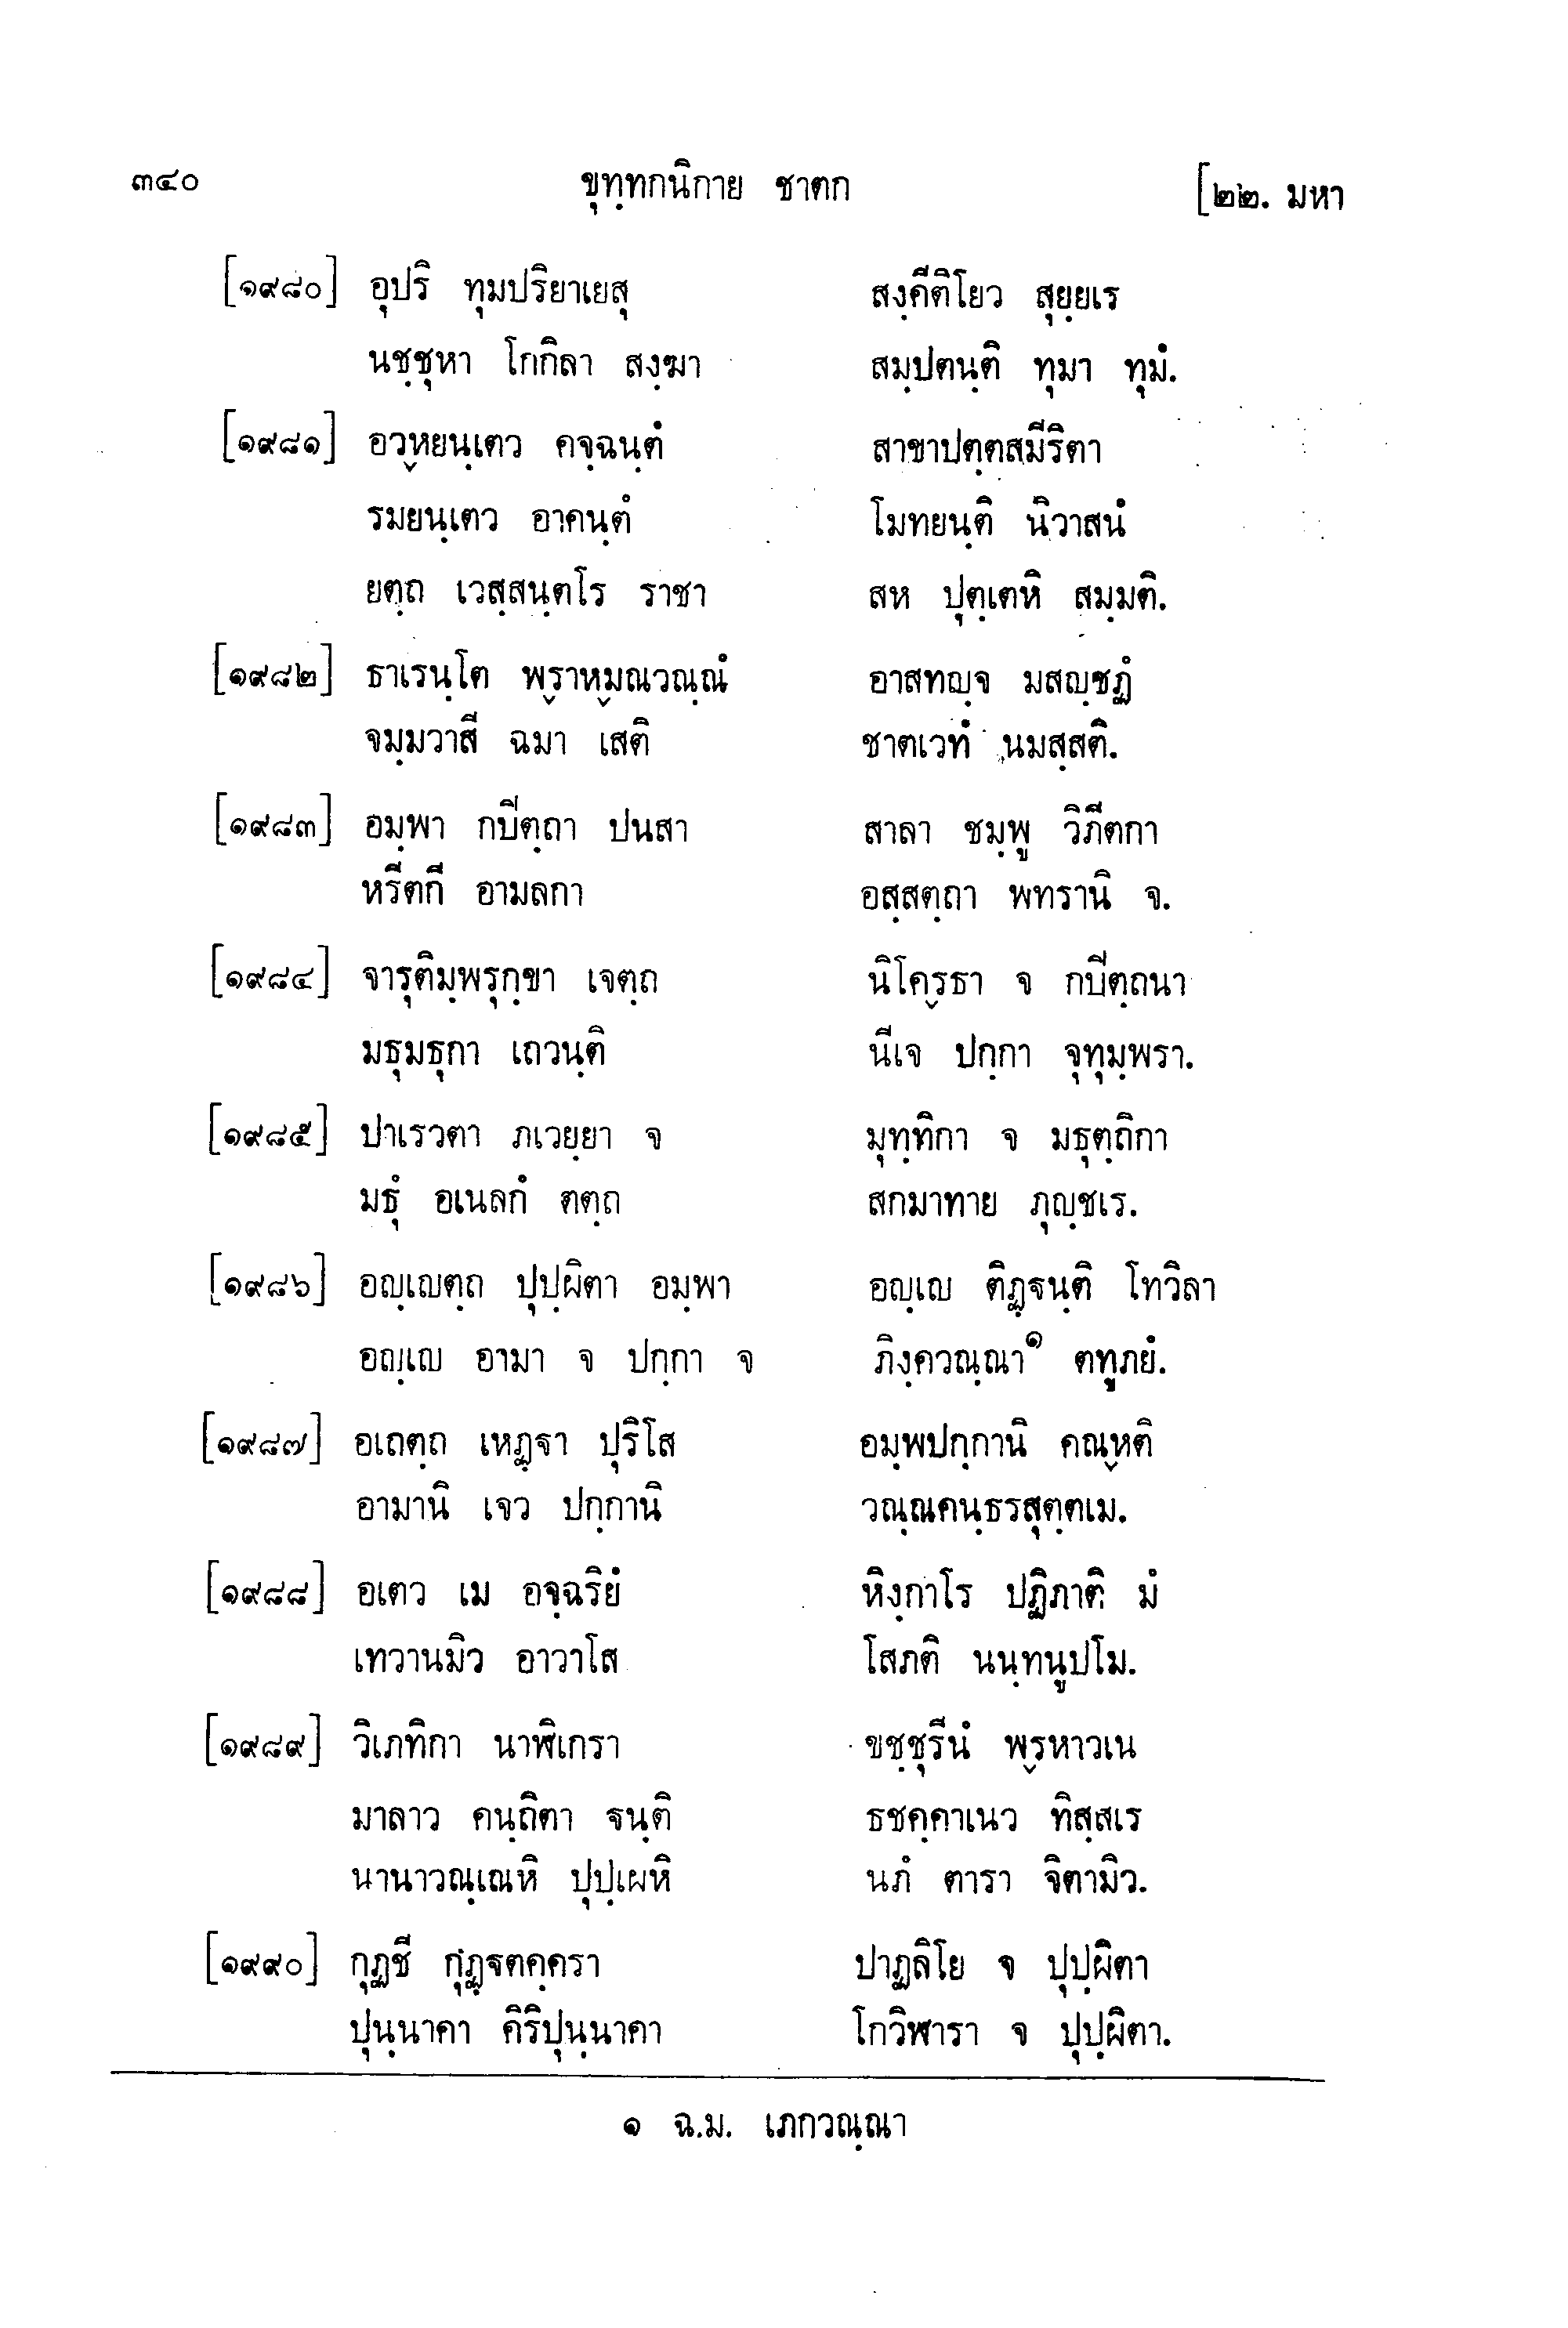 ๓๔๐ ขุทฺทกนิกาย ชาตก [๒๒. มหา
[๑๙๘๐] อุปริ ทุมปริยาเยสุ สงฺคีติโยว สุยฺยเร
นชฺชุหา โกกิลา สงฺฆา สมฺปตนฺติ ทุมา ทุมํ.
[๑๙๘๑] อวฺหยนฺเตว คจฺฉนฺตํ สาขาปตฺตสมีริตา
รมยนฺเตว อาคนฺตํ โมทยนฺติ นิวาสนํ
ยตฺถ เวสฺสนฺตโร ราชา สห ปุตฺเตหิ สมฺมติ.
[๑๙๘๒] ธาเรนฺโต พฺราหฺมณวณฺณํ อาสทญฺจ มสญฺชฏํ
จมฺมวาสี ฉมา เสติ ชาตเวทํ นมสฺสติ.
[๑๙๘๓] อมฺพา กปิตฺถา ปนสา สาลา ชมฺพู วิภีตกา
หรีตกี อามลกา อสฺสตฺถา พทรานิ จ.
[๑๙๘๔] จารุติมฺพรุกฺขา เจตฺถ นิโคฺรธา จ กปิตฺถนา
มธุมธุกา เถวนฺติ นีเจ ปกฺกา จุทุมฺพรา.
[๑๙๘๕] ปาเรวตา ภเวยฺยา จ มุทฺทิกา จ มธุตฺถิกา
มธุํ อเนลกํ ตตฺถ สกมาทาย ภุญฺชเร.
[๑๙๘๖] อญฺเญตฺถ ปุปฺผิตา อมฺพา อญฺเญ ติฏฺฐนฺติ โทวิลา
อญฺเญ อามา จ ปกฺกา จ ภิงฺควณฺณา๑ ตทูภยํ.
[๑๙๘๗] อเถตฺถ เหฏฺฐา ปุริโส อมฺพปกฺกานิ คณฺหติ
อามานิ เจว ปกฺกานิ วณฺณคนฺธรสุตฺตเม.
[๑๙๘๘] อเตว เม อจฺฉริยํ หิงฺกาโร ปฏิภาติ มํ
เทวานมิว อาวาโส โสภติ นนฺทนูปโม.
[๑๙๘๙] วิเภทิกา นาฬิเกรา ขชฺชุรีนํ พฺรหาวเน
มาลาว คนฺถิตา ฐนฺติ ธชคฺคาเนว ทิสฺสเร
นานาวณฺเณหิ ปุปฺเผหิ นภํ ตารา จิตามิว.
[๑๙๙๐] กุฏชี กุฏฺฐตคฺครา ปาฏลิโย จ ปุปฺผิตา
ปุนฺนาคา คิริปุนฺนาคา โกวิฬารา จ ปุปฺผิตา.
๑ ฉ.ม. เภกวณฺณา